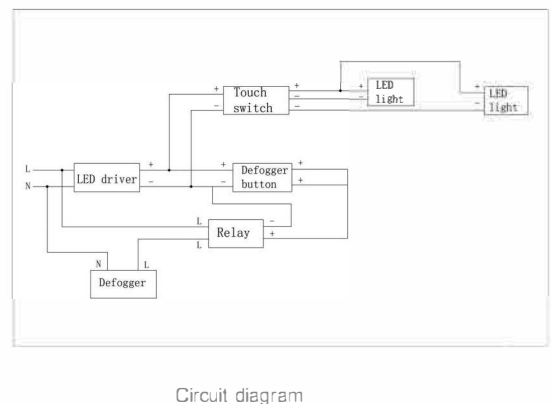 + Touch switch + - -
+ LED light - -
+ LED light -
L N LED driver + -
+ - Defogger button + +
L L Relay - +
N L
Defogger
Circuit diagram